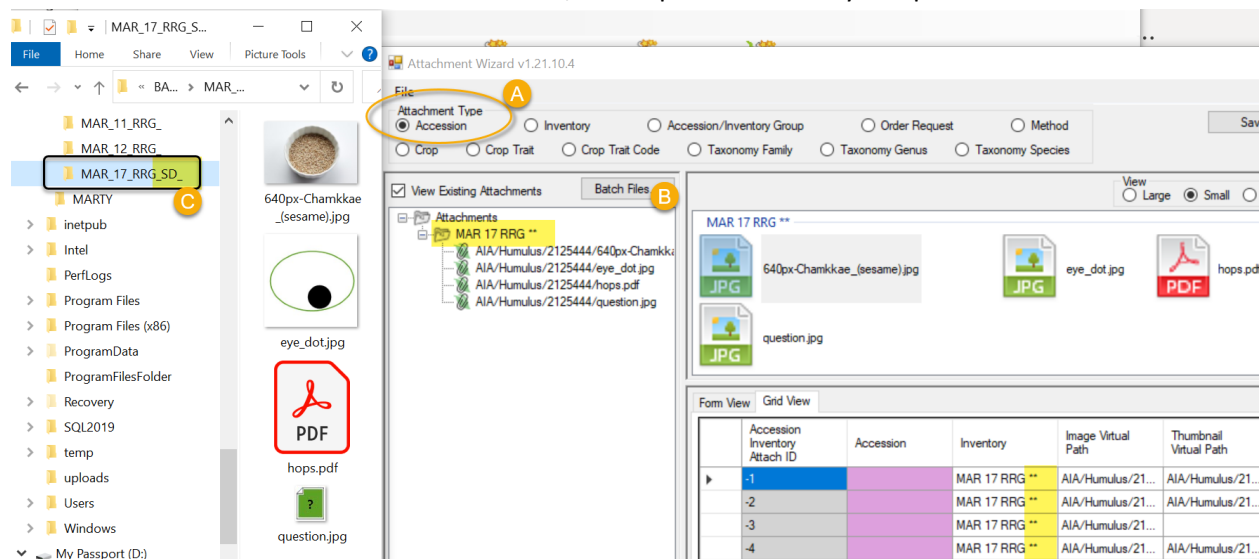 MAR_17_RRG_S...
File Home Share View Picture Tools ?
« BA... > MAR_...
MAR_11_RRG_
MAR_12_RRG_
MAR_17_RRG_SD_
C
MARTY
inetpub
Intel
PerfLogs
Program Files
Program Files (x86)
ProgramData
ProgramFilesFolder
Recovery
SQL2019
temp
uploads
Users
Windows
My Passport (D:)
640px-Chamkkae
_(sesame).jpg
eye_dot.jpg
PDF
hops.pdf
?
question.jpg
Attachment Wizard v1.21.10.4
File
A
Attachment Type
Accession Inventory Accession/Inventory Group Order Request Method
Sav
Crop Crop Trait Crop Trait Code Taxonomy Family Taxonomy Genus Taxonomy Species
View Existing Attachments Batch Files
B
Attachments
MAR 17 RRG **
AIA/Humulus/2125444/640px-Chamkka
AIA/Humulus/2125444/eye_dot.jpg
AIA/Humulus/2125444/hops.pdf
AIA/Humulus/2125444/question.jpg
View
Large Small
MAR 17 RRG **
JPG 640px-Chamkkae_(sesame).jpg
JPG eye_dot.jpg
PDF hops.pd
JPG question.jpg
Form View Grid View
Accession Inventory Attach ID Accession Inventory Image Virtual Path Thumbnail Virtual Path
-1 MAR 17 RRG ** AIA/Humulus/21... AIA/Humulus/21...
-2 MAR 17 RRG ** AIA/Humulus/21... AIA/Humulus/21...
-3 MAR 17 RRG ** AIA/Humulus/21...
-4 MAR 17 RRG ** AIA/Humulus/21... AIA/Humulus/21...